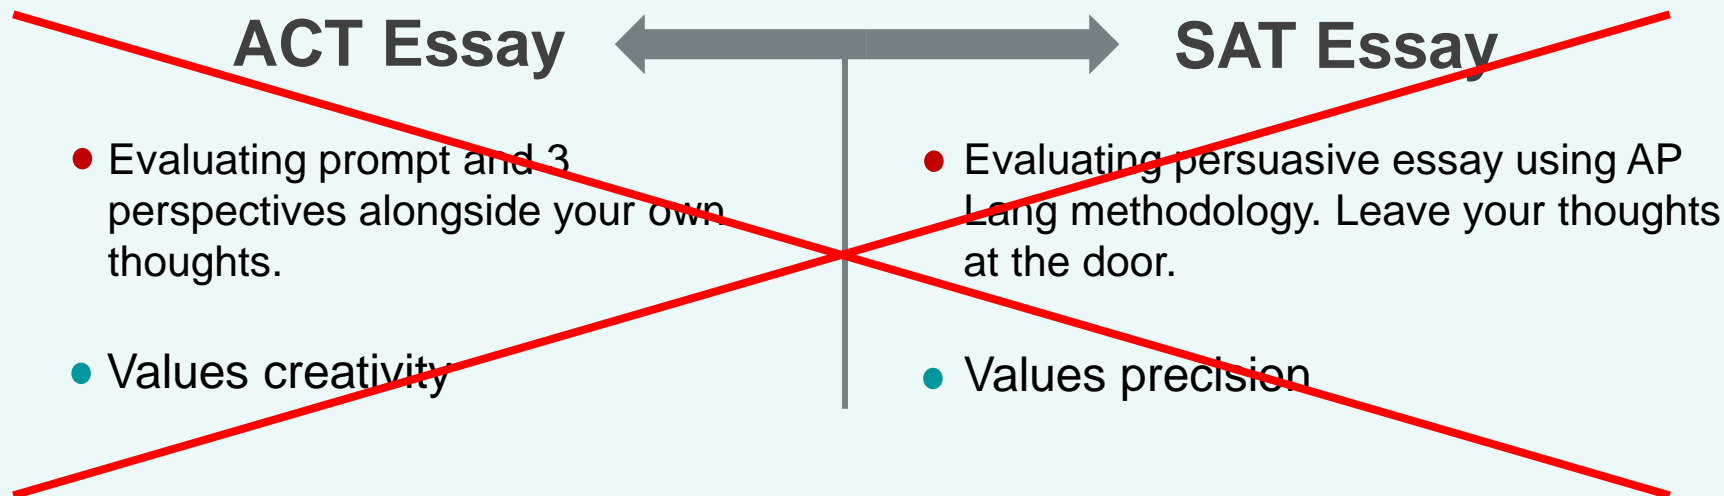 ACT Essay
SAT Essay
Evaluating prompt and 3
perspectives alongside your own
thoughts.
Values creativity
Evaluating persuasive essay using AP
Lang methodology. Leave your thoughts
at the door.
Values precision